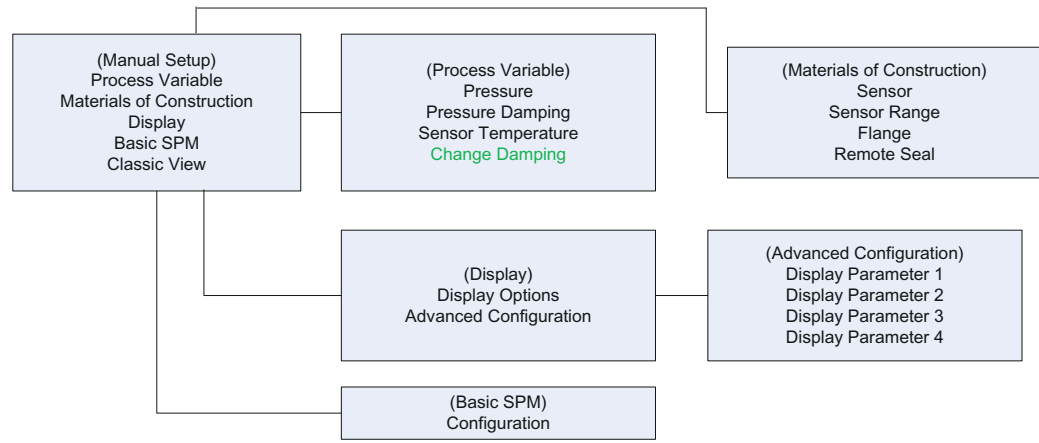 (Manual Setup)
Process Variable
Materials of Construction
Display
Basic SPM
Classic View
(Process Variable)
Pressure
Pressure Damping
Sensor Temperature
Change Damping
(Materials of Construction)
Sensor
Sensor Range
Flange
Remote Seal
(Display)
Display Options
Advanced Configuration
(Advanced Configuration)
Display Parameter 1
Display Parameter 2
Display Parameter 3
Display Parameter 4
(Basic SPM)
Configuration